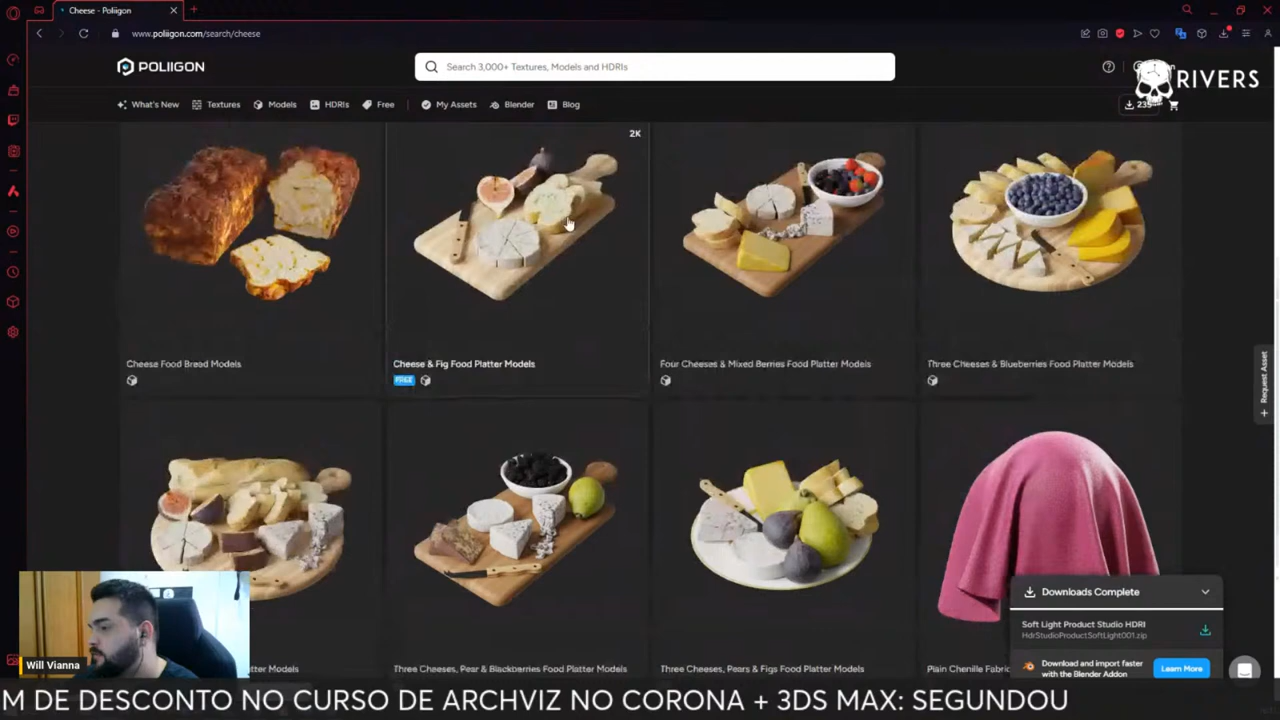 Cheese - Poliigon
www.poliigon.com/search/cheese
POLIIGON
Search 3,000+ Textures, Models and HDRIs
RIVERS
What's New Textures Models HDRIs Free My Assets Blender Blog
2K
Cheese Food Bread Models
Cheese & Fig Food Platter Models
Four Cheeses & Mixed Berries Food Platter Models
Three Cheeses & Blueberries Food Platter Models
FREE
Request Asset
Downloads Complete
Soft Light Product Studio HDRI
HdrStudioProductSoftLight001.zip
Download and import faster
with the Blender Addon
Learn More
Will Vianna
tter Models
Three Cheeses, Pear & Blackberries Food Platter Models
Three Cheeses, Pears & Figs Food Platter Models
Plain Chenille Fabric
M DE DESCONTO NO CURSO DE ARCHVIZ NO CORONA + 3DS MAX: SEGUNDOU